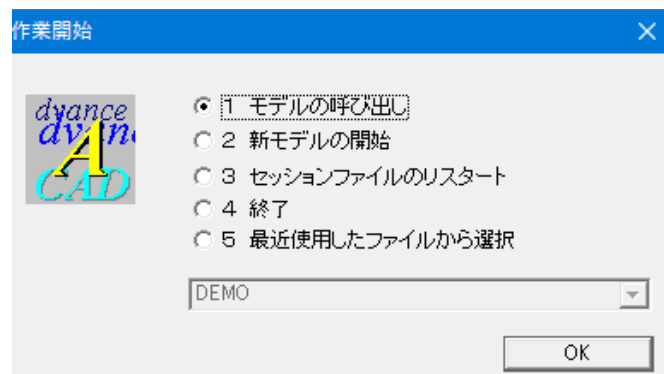 作業開始
dvance
dvan
A
CAD
1 モデルの呼び出し
2 新モデルの開始
3 セッションファイルのリスタート
4 終了
5 最近使用したファイルから選択
DEMO
OK